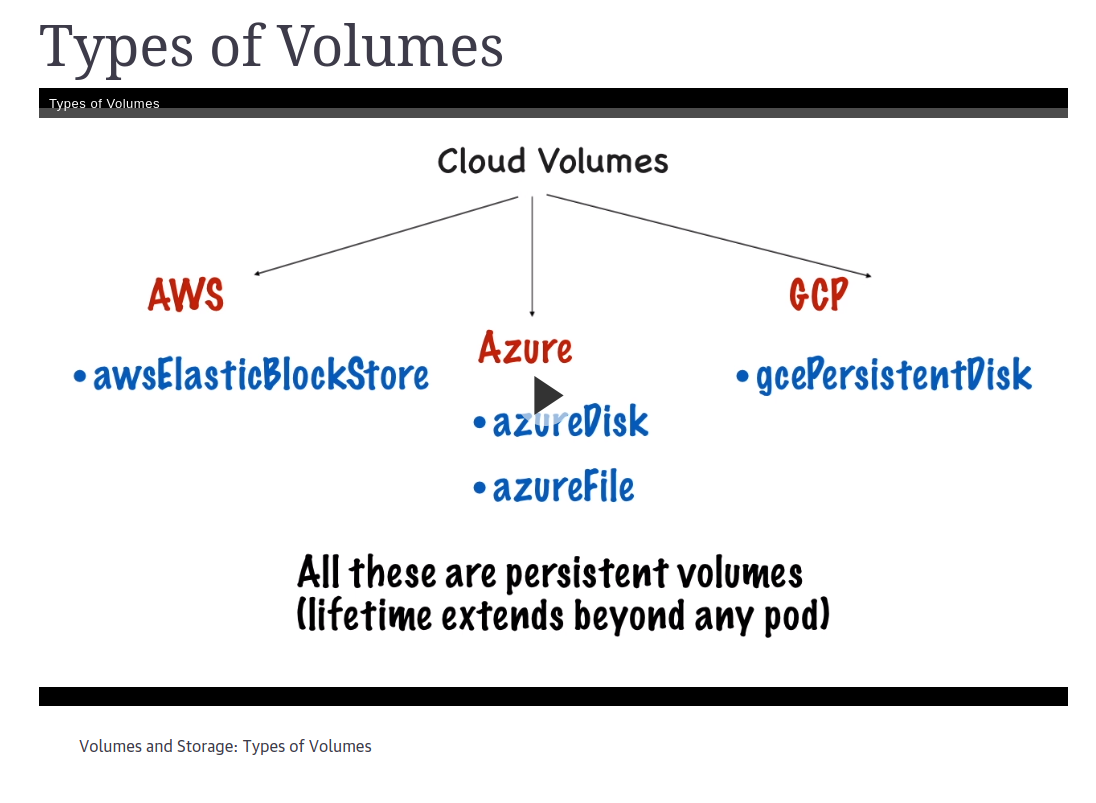 Types of Volumes
Types of Volumes
Cloud Volumes
AWS
• awsElasticBlockStore
Azure
• azureDisk
• azureFile
GCP
• gcePersistentDisk
All these are persistent volumes
(lifetime extends beyond any pod)
Volumes and Storage: Types of Volumes